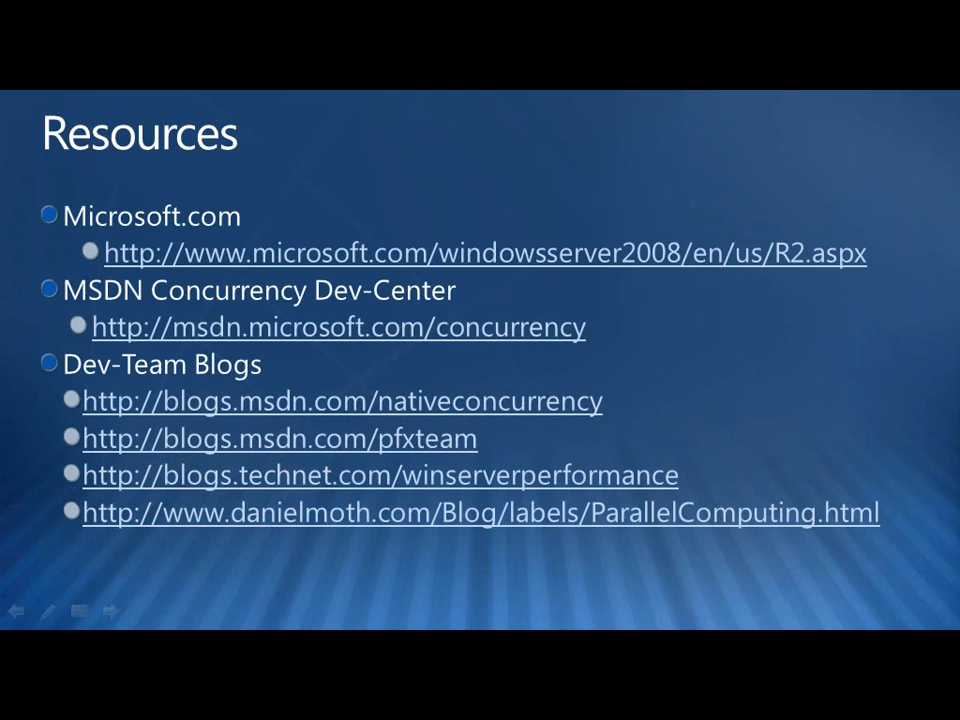 Resources
Microsoft.com
http://www.microsoft.com/windowsserver2008/en/us/R2.aspx
MSDN Concurrency Dev-Center
http://msdn.microsoft.com/concurrency
Dev-Team Blogs
http://blogs.msdn.com/nativeconcurrency
http://blogs.msdn.com/pfxteam
http://blogs.technet.com/winserverperformance
http://www.danielmoth.com/Blog/labels/ParallelComputing.html